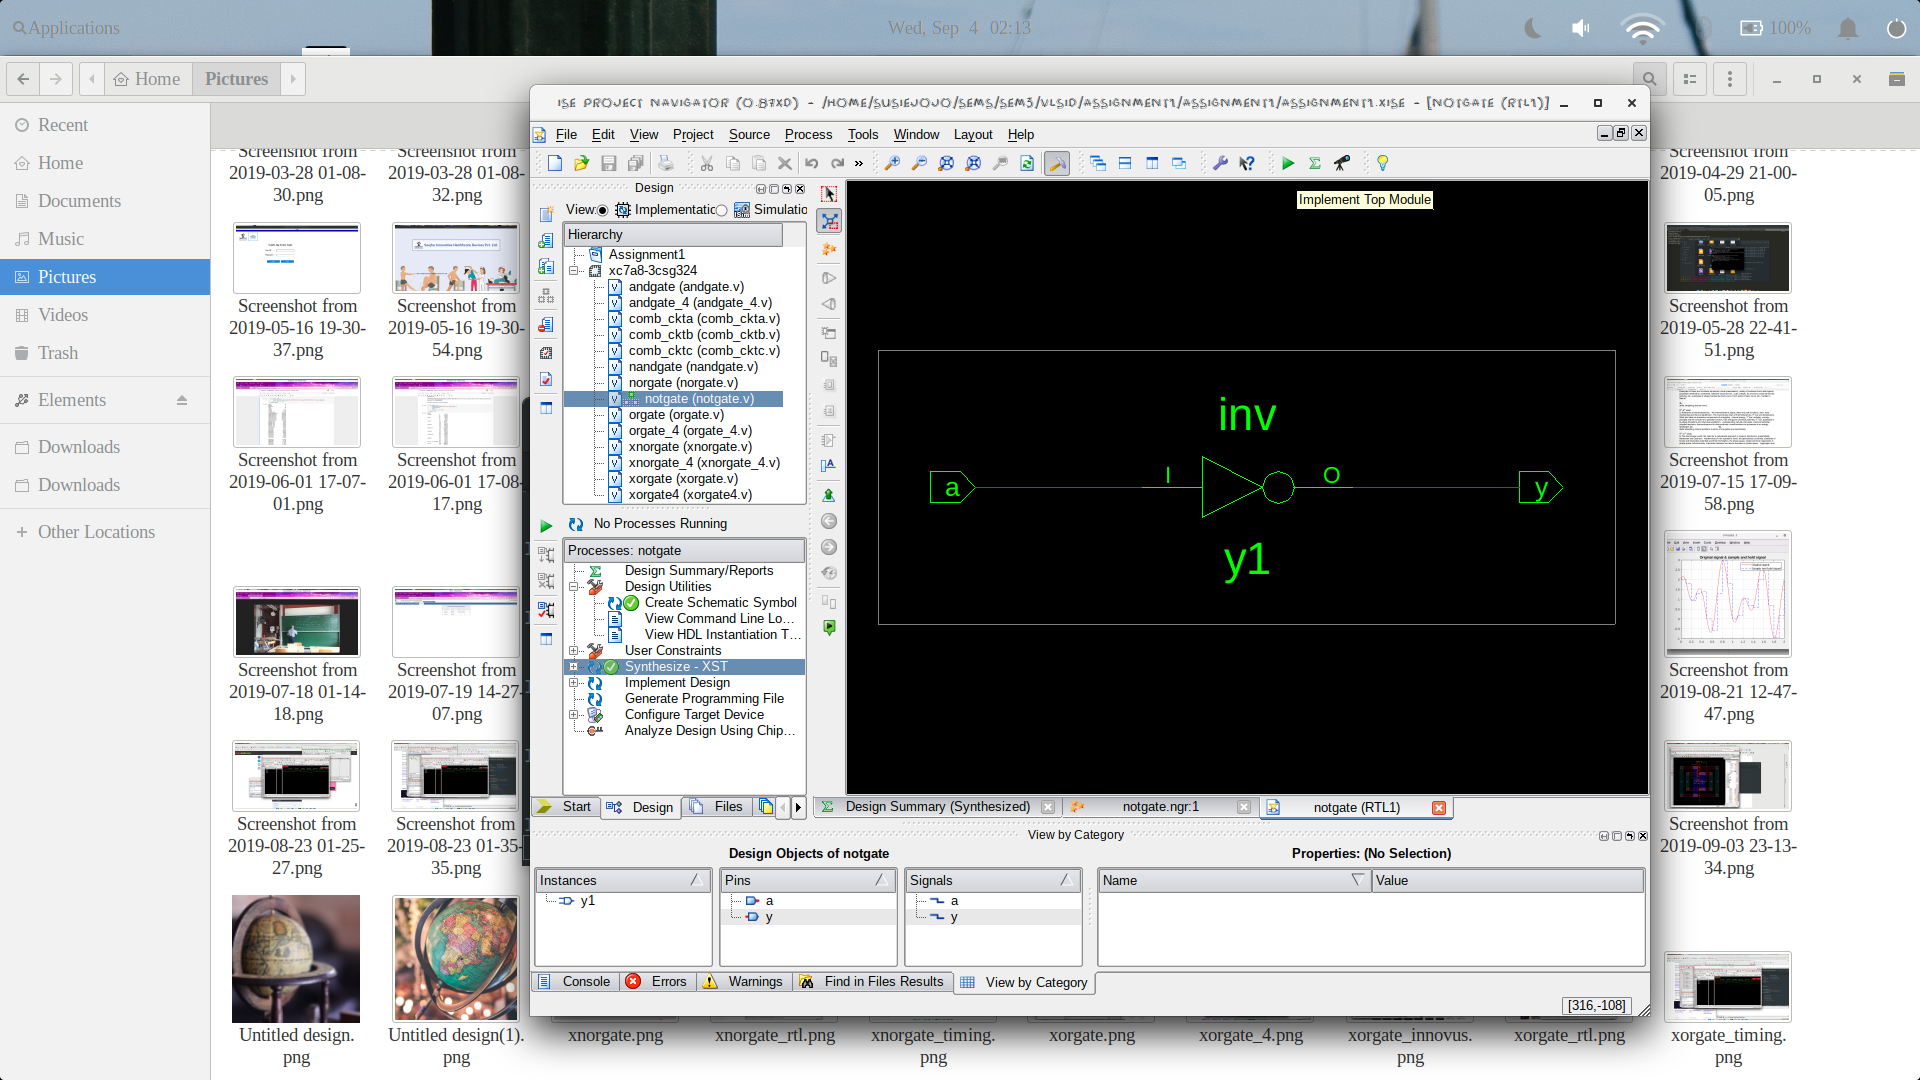 Applications
Wed, Sep 4 02:13
100%
Home
Pictures
Recent
Home
Documents
Music
Pictures
Videos
Trash
Elements
Downloads
Downloads
Other Locations
Screenshot from
2019-03-28 01-08-
30.png
Screenshot from
2019-03-28 01-08-
32.png
Screenshot from
2019-04-29 21-00-
05.png
Screenshot from
2019-05-16 19-30-
37.png
Screenshot from
2019-05-16 19-30-
54.png
Screenshot from
2019-05-28 22-41-
51.png
Screenshot from
2019-06-01 17-07-
01.png
Screenshot from
2019-06-01 17-08-
17.png
Screenshot from
2019-07-15 17-09-
58.png
Screenshot from
2019-07-18 01-14-
18.png
Screenshot from
2019-07-19 14-27-
07.png
Screenshot from
2019-08-21 12-47-
47.png
Screenshot from
2019-08-23 01-25-
27.png
Screenshot from
2019-08-23 01-35-
35.png
Screenshot from
2019-09-03 23-13-
34.png
Untitled design.
png
Untitled design(1).
png
xnorgate.png
xnorgate_rtl.png
xnorgate_timing.
png
xorgate.png
xorgate_4.png
xorgate_innovus.
png
xorgate_rtl.png
xorgate_timing.
png
ISE PROJECT NAVIGATOR (O.87XD) - /HOME/SUSIEJOJO/SEMS/SEM5/VLSID/ASSIGNMENT1/ASSIGNMENT1/ASSIGNMENT1.XISE - [NOTGATE (RTL1)]
File Edit View Project Source Process Tools Window Layout Help
Implement Top Module
Design
View: Implementatic Simulatio
Hierarchy
Assignment1
xc7a8-3csg324
andgate (andgate.v)
andgate_4 (andgate_4.v)
comb_ckta (comb_ckta.v)
comb_cktb (comb_cktb.v)
comb_cktc (comb_cktc.v)
nandgate (nandgate.v)
norgate (norgate.v)
notgate (notgate.v)
orgate (orgate.v)
orgate_4 (orgate_4.v)
xnorgate (xnorgate.v)
xnorgate_4 (xnorgate_4.v)
xorgate (xorgate.v)
xorgate4 (xorgate4.v)
No Processes Running
Processes: notgate
Design Summary/Reports
Design Utilities
Create Schematic Symbol
View Command Line Lo...
View HDL Instantiation T...
User Constraints
Synthesize - XST
Implement Design
Generate Programming File
Configure Target Device
Analyze Design Using Chip...
Start Design Files
inv
a I O y
y1
Design Summary (Synthesized) notgate.ngr:1 notgate (RTL1)
View by Category
Design Objects of notgate
Properties: (No Selection)
Instances
y1
Pins
a
y
Signals
a
y
Name Value
Console Errors Warnings Find in Files Results View by Category
[316,-108]